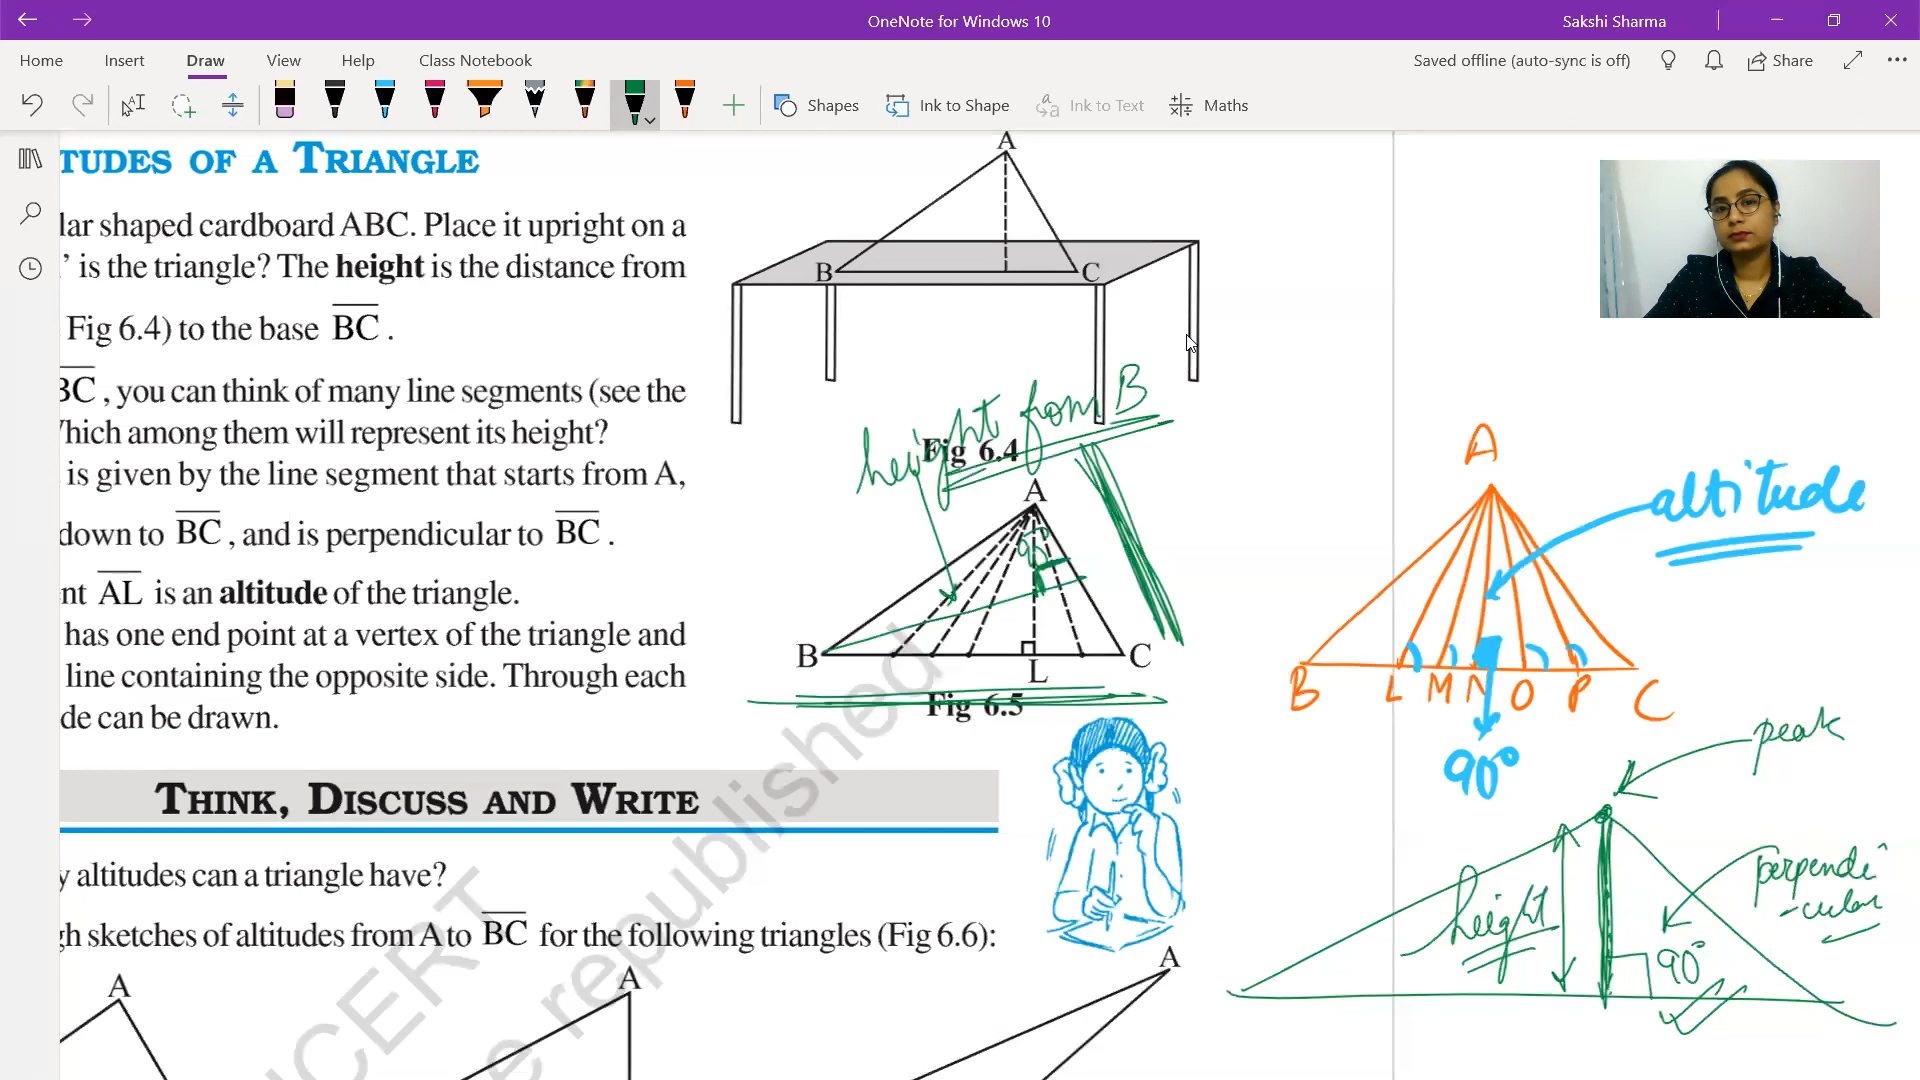 OneNote for Windows 10
Sakshi Sharma
Home Insert Draw View Help Class Notebook
Saved offline (auto-sync is off)
Share
Shapes
Ink to Shape
Ink to Text
Maths
TUDES OF A TRIANGLE
lar shaped cardboard ABC. Place it upright on a
’ is the triangle? The height is the distance from
Fig 6.4) to the base BC .
BC , you can think of many line segments (see the
Which among them will represent its height?
is given by the line segment that starts from A,
down to BC , and is perpendicular to BC .
nt AL is an altitude of the triangle.
has one end point at a vertex of the triangle and
line containing the opposite side. Through each
de can be drawn.
A
B
C
height from B
Fig 6.4
A
90°
B
L
C
Fig 6.5
THINK, DISCUSS AND WRITE
y altitudes can a triangle have?
gh sketches of altitudes from A to BC for the following triangles (Fig 6.6):
A
A
A
NCERT
republished
A
altitude
B L M N O P C
90°
peak
height
perpendi
-cular
90°